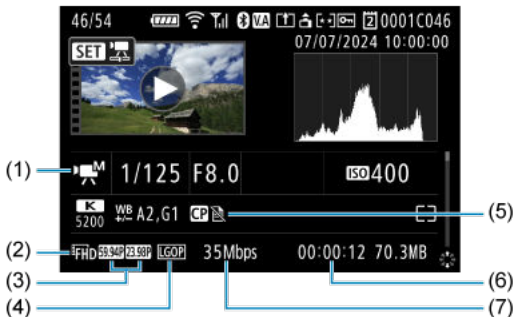 46/54 V.A 2 0001C046
07/07/2024 10:00:00
SET
(1) M 1/125 F8.0 ISO 400
K 5200 WB +/- A2,G1 CP (5)
(2) FHD 59.94P 23.98P LGOP 35Mbps 00:00:12 70.3MB
(3) (6)
(4) (7)